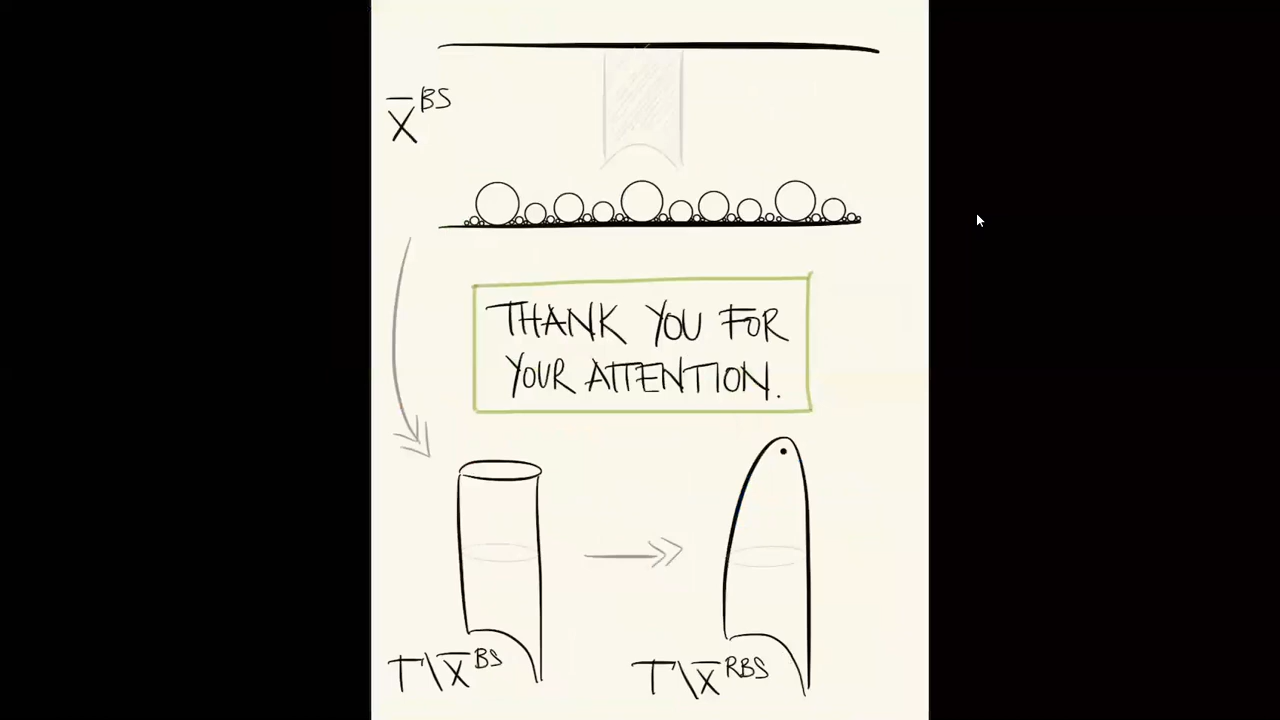 X̅^BS
THANK YOU FOR
YOUR ATTENTION.
Γ\X̅^BS
Γ\X̅^RBS